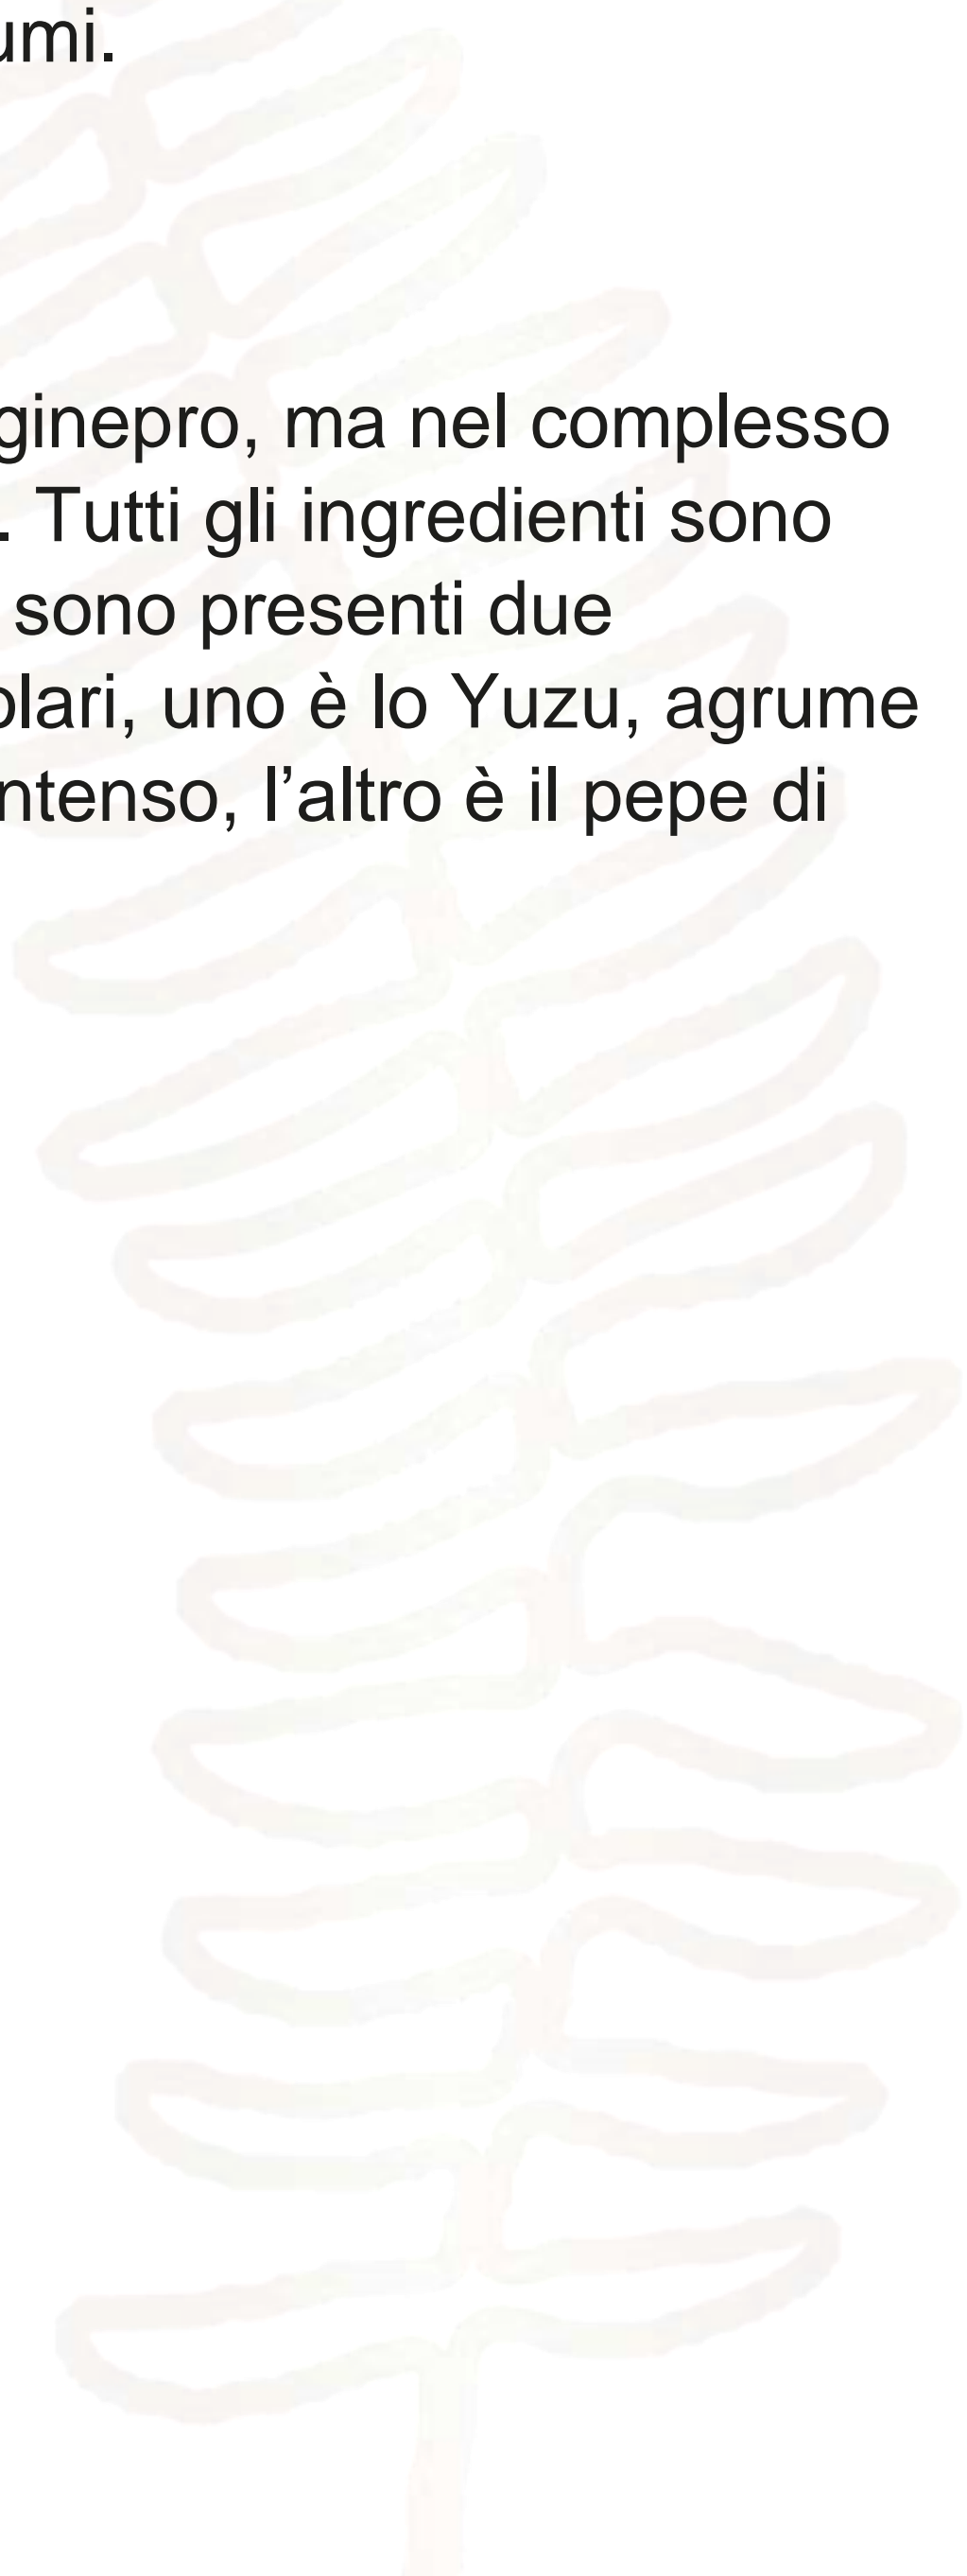 umi.
ginepro, ma nel complesso
. Tutti gli ingredienti sono
sono presenti due
olari, uno è lo Yuzu, agrume
ntenso, l’altro è il pepe di